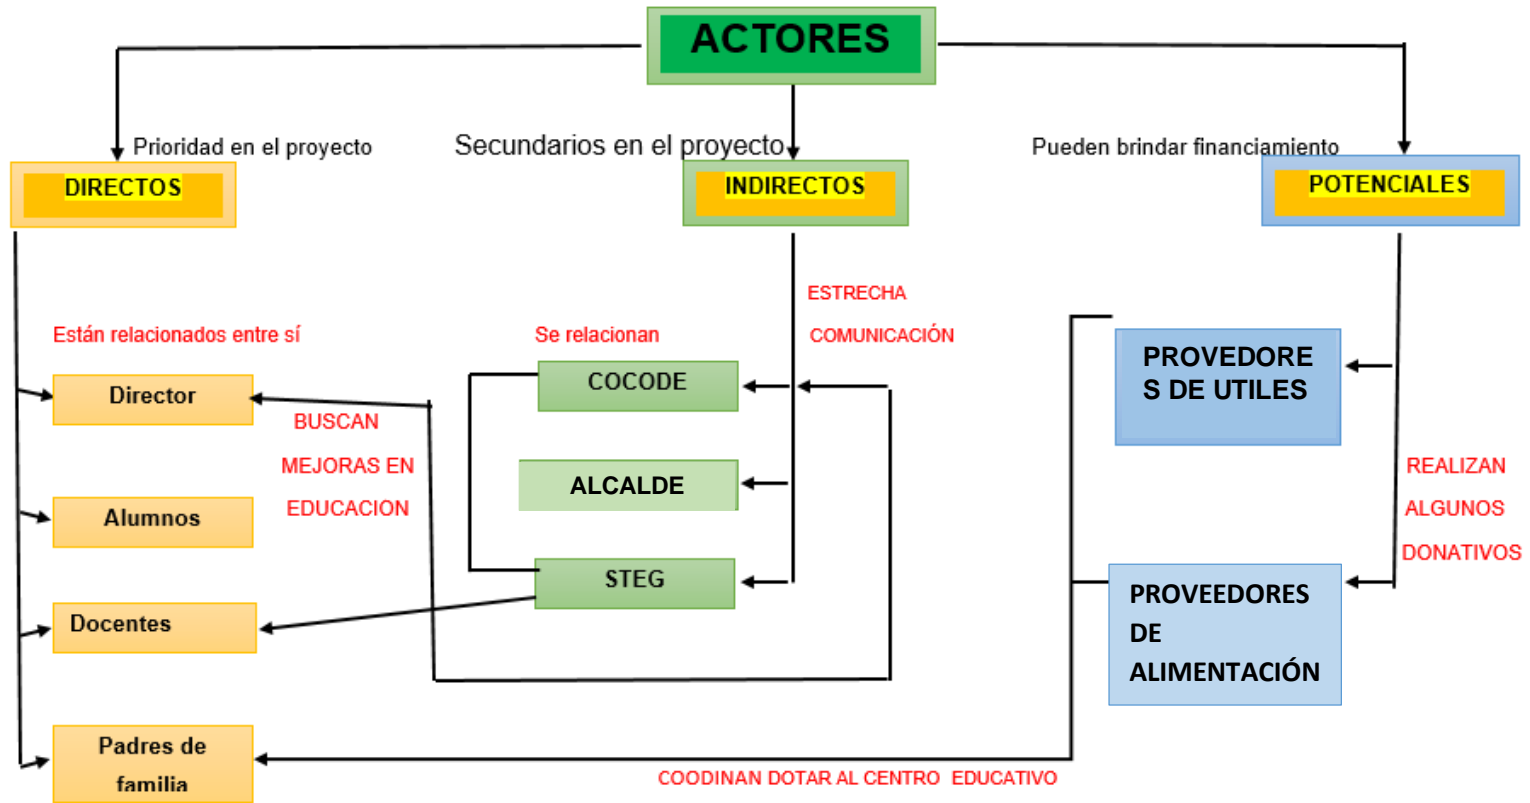 ACTORES
Prioridad en el proyecto
Secundarios en el proyecto
Pueden brindar financiamiento
DIRECTOS
INDIRECTOS
POTENCIALES
ESTRECHA
COMUNICACIÓN
Están relacionados entre sí
Se relacionan
Director
Alumnos
Docentes
Padres de
familia
BUSCAN
MEJORAS EN
EDUCACION
COCODE
ALCALDE
STEG
PROVEDORE
S DE UTILES
PROVEEDORES
DE
ALIMENTACIÓN
REALIZAN
ALGUNOS
DONATIVOS
COODINAN DOTAR AL CENTRO EDUCATIVO